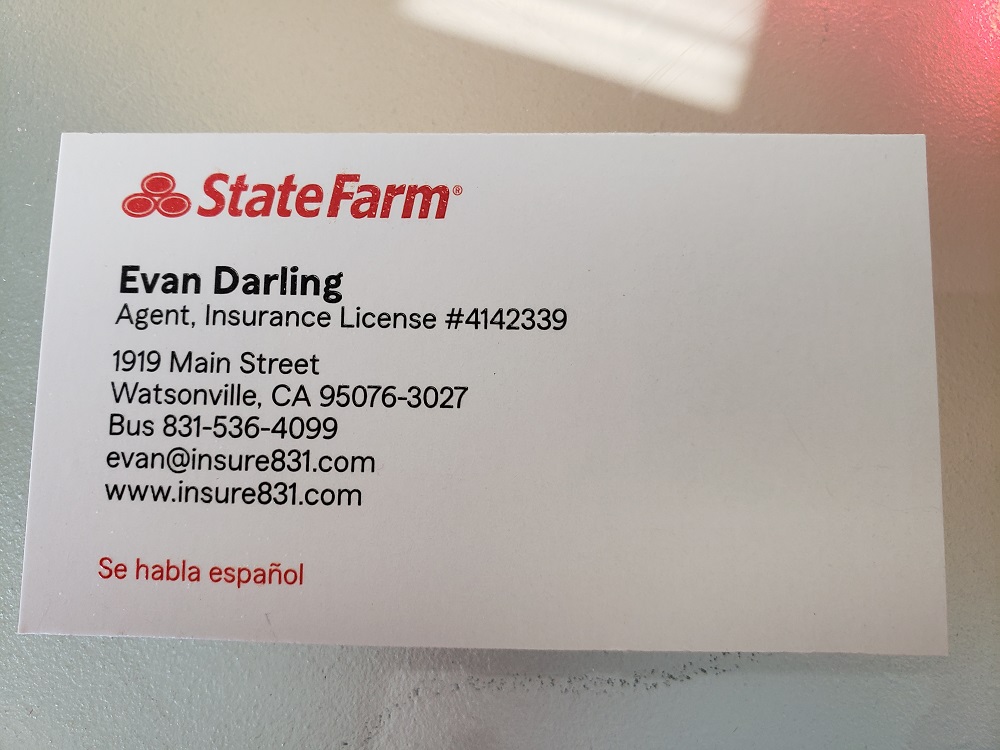 StateFarm®
Evan Darling
Agent, Insurance License #4142339
1919 Main Street
Watsonville, CA 95076-3027
Bus 831-536-4099
evan@insure831.com
www.insure831.com
Se habla español